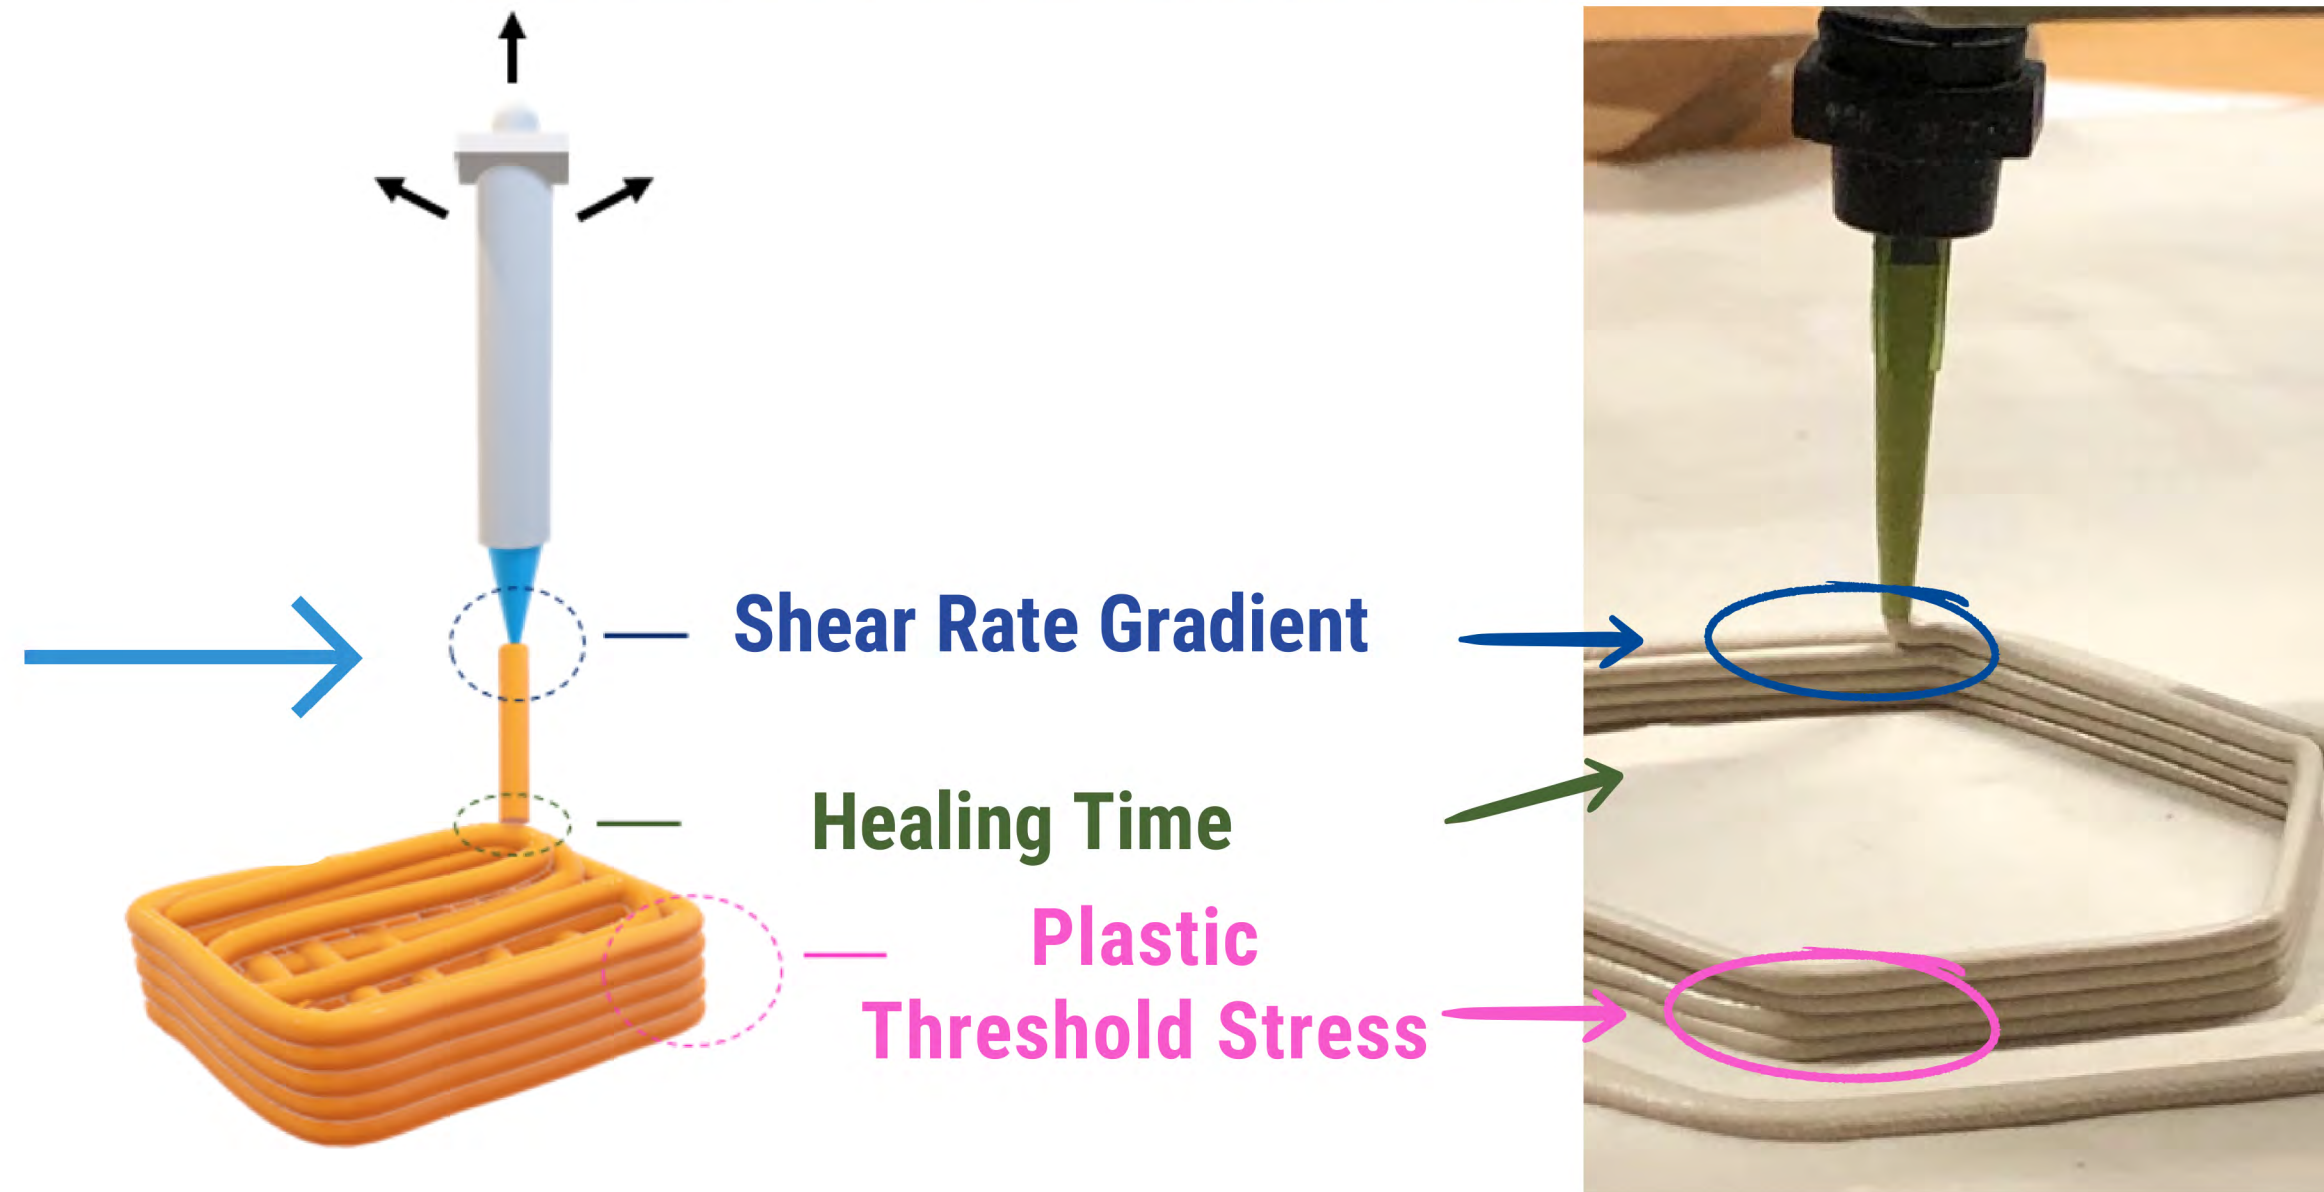 Shear Rate Gradient
Healing Time
Plastic
Threshold Stress